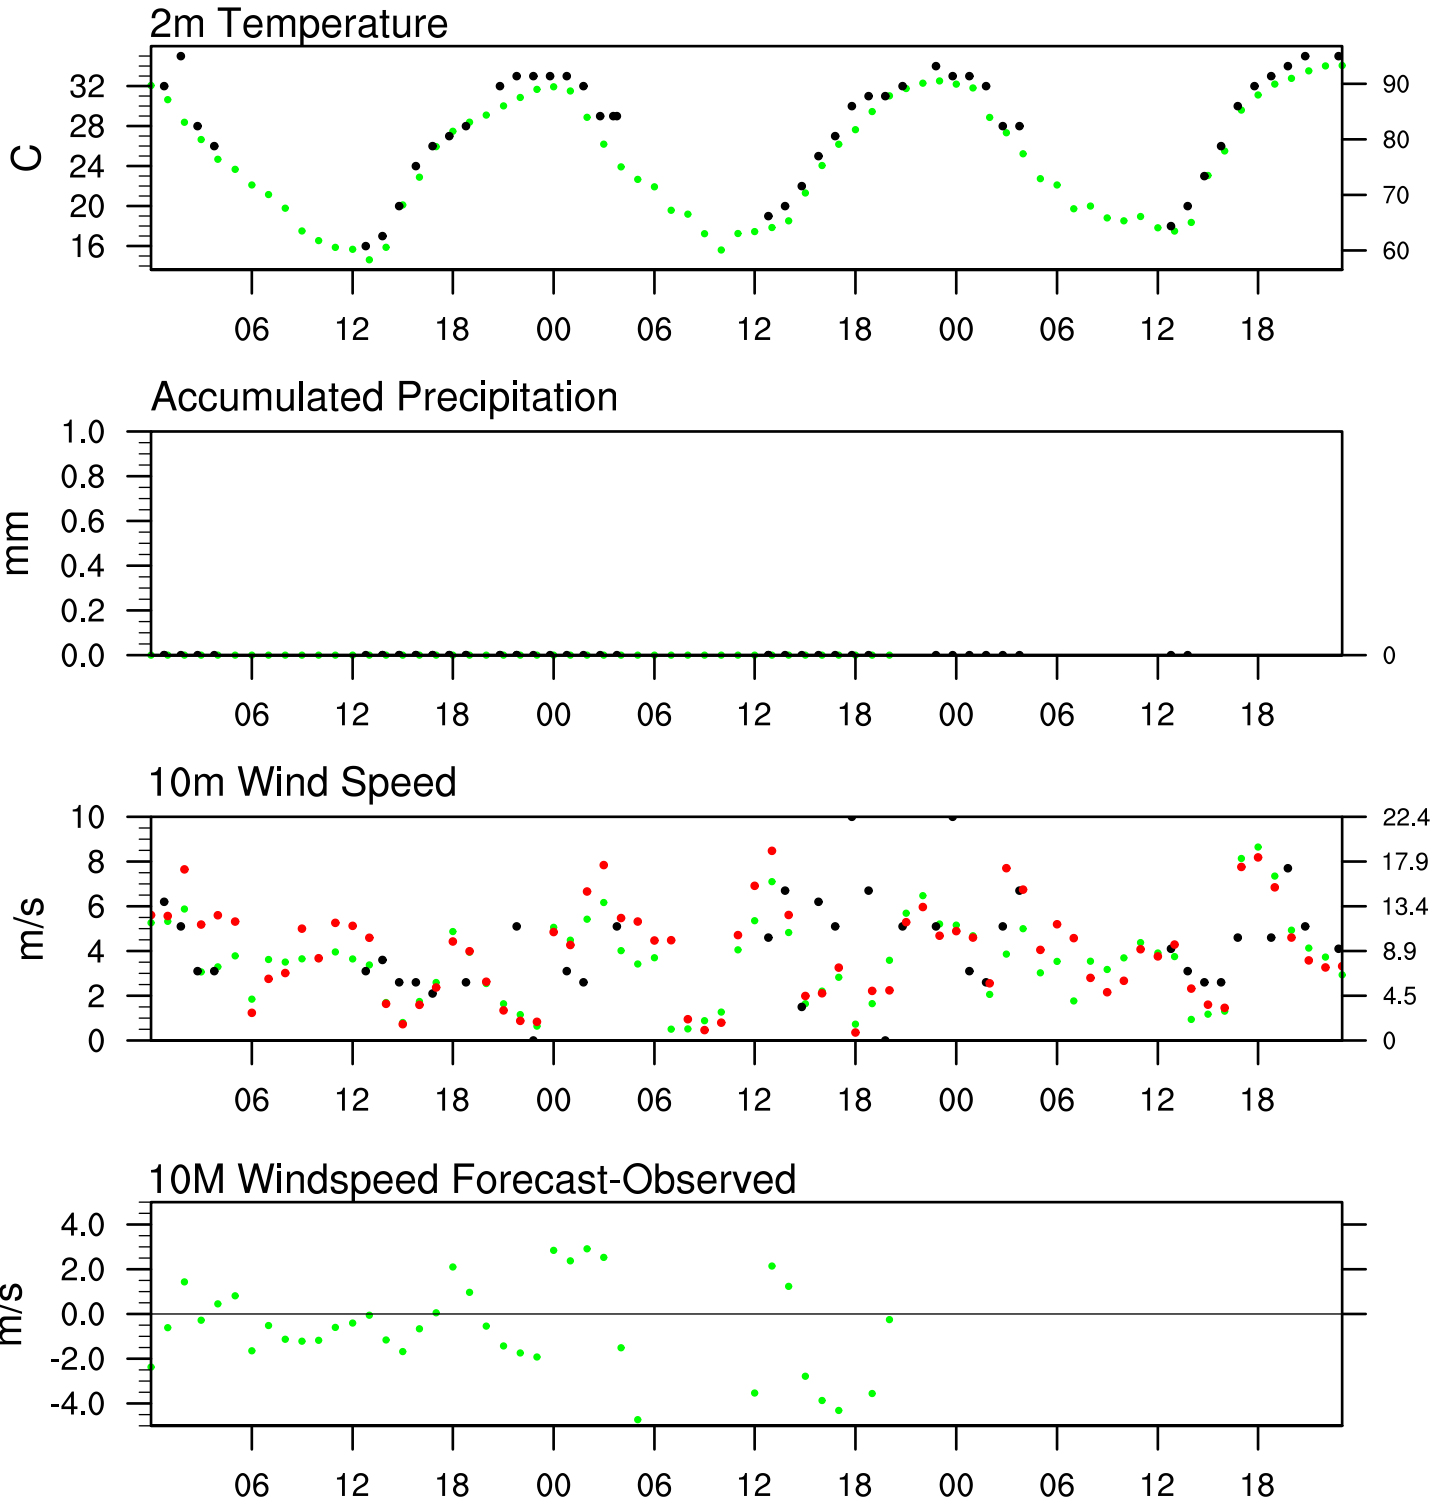 2m Temperature
C
32
28
24
20
16
90
80
70
60
06 12 18 00 06 12 18 00 06 12 18
Accumulated Precipitation
mm
1.0
0.8
0.6
0.4
0.2
0.0
0
06 12 18 00 06 12 18 00 06 12 18
10m Wind Speed
m/s
10
8
6
4
2
0
22.4
17.9
13.4
8.9
4.5
0
06 12 18 00 06 12 18 00 06 12 18
10M Windspeed Forecast-Observed
m/s
4.0
2.0
0.0
-2.0
-4.0
06 12 18 00 06 12 18 00 06 12 18